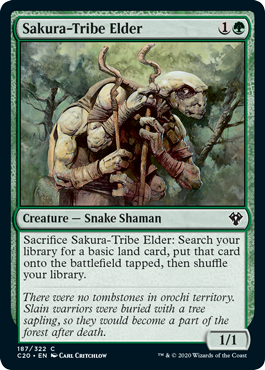 Sakura-Tribe Elder 1
Creature — Snake Shaman
Sacrifice Sakura-Tribe Elder: Search your
library for a basic land card, put that
card onto the battlefield tapped, then shuffle
your library.
There were no tombstones in orochi territory.
Slain warriors were buried with a tree
sapling, so they would become a part of the
forest after death.
1/1
187/322 C
C20 • EN CARL CRITCHLOW ™ & © 2020 Wizards of the Coast